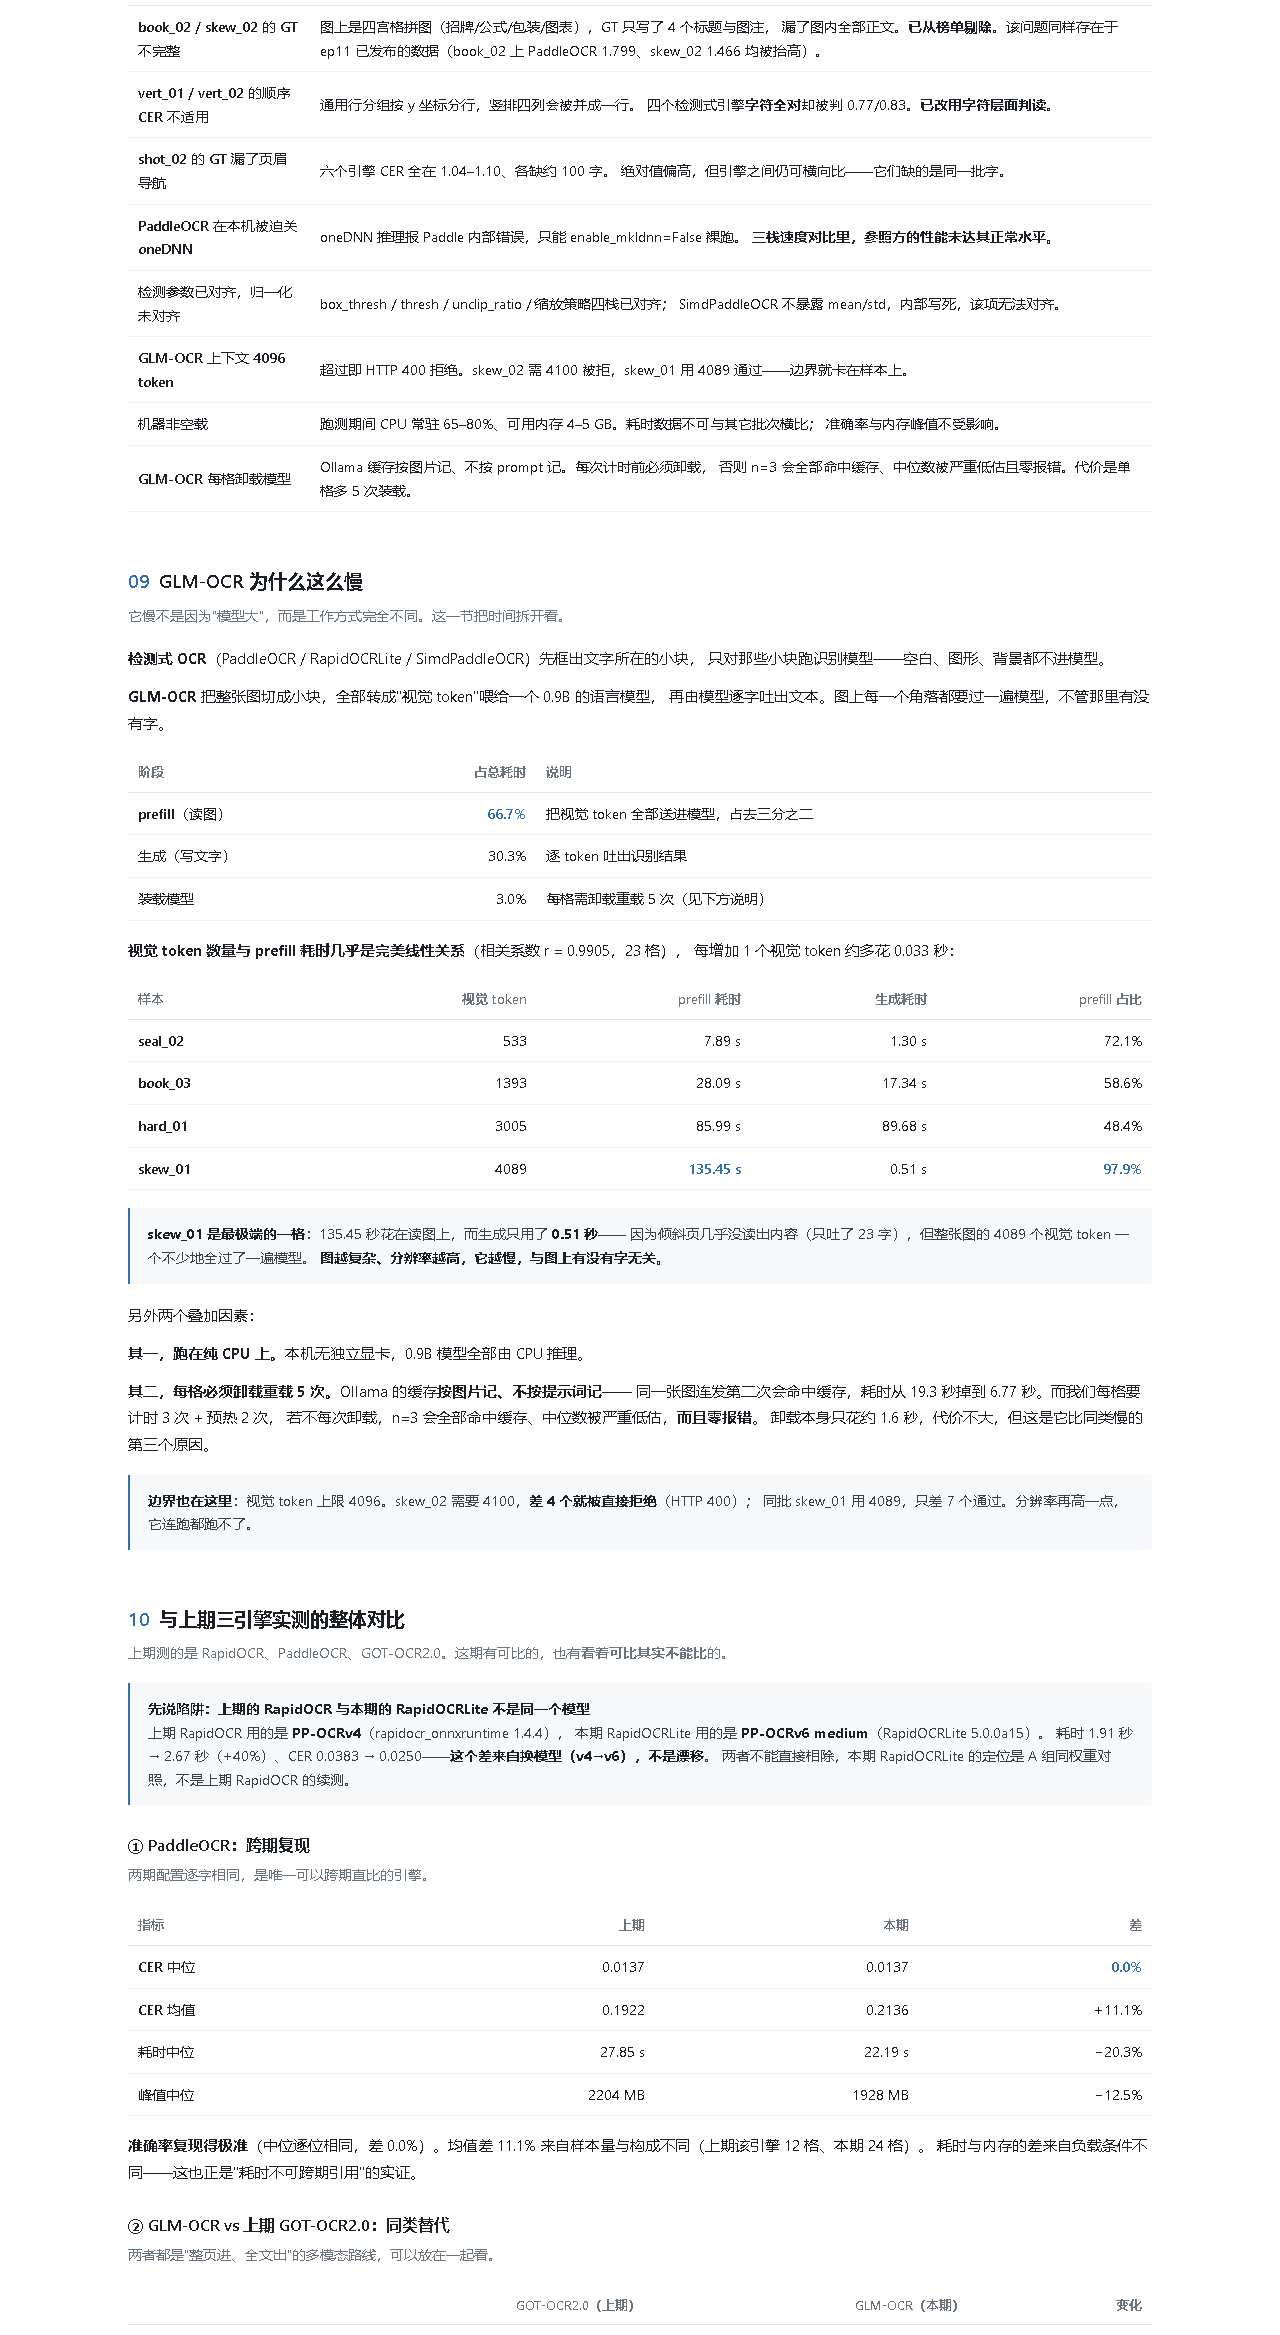 book_02 / skew_02 的 GT 图上是四宫格拼图（招牌/公式/包装/图表），GT 只写了 4 个标题与图注， 漏了图内全部正文。已从榜单剔除。该问题同样存在于
不完整 ep11 已发布的数据（book_02 上 PaddleOCR 1.799、skew_02 1.466 均被抬高）。
vert_01 / vert_02 的顺序
CER 不适用
通用行分组按 y 坐标分行，竖排四列会被并成一行。 四个检测式引擎字符全对却被判 0.77/0.83。已改用字符层面判读。
shot_02 的 GT 漏了页眉
导航
六个引擎 CER 全在 1.04–1.10、各缺约 100 字。 绝对值偏高，但引擎之间仍可横向比——它们缺的是同一批字。
PaddleOCR 在本机被迫关
oneDNN
oneDNN 推理报 Paddle 内部错误，只能 enable_mkldnn=False 裸跑。 三栈速度对比里，参照方的性能未达其正常水平。
检测参数已对齐，归一化
未对齐
box_thresh / thresh / unclip_ratio / 缩放策略四栈已对齐； SimdPaddleOCR 不暴露 mean/std，内部写死，该项无法对齐。
GLM-OCR 上下文 4096
token
超过即 HTTP 400 拒绝。skew_02 需 4100 被拒，skew_01 用 4089 通过——边界就卡在样本上。
机器非空载 跑测期间 CPU 常驻 65–80%、可用内存 4–5 GB。耗时数据不可与其它批次横比； 准确率与内存峰值不受影响。
GLM-OCR 每格卸载模型
Ollama 缓存按图片记、不按 prompt 记。每次计时前必须卸载， 否则 n=3 会全部命中缓存、中位数被严重低估且零报错。代价是单
格多 5 次装载。
09 GLM-OCR 为什么这么慢
它慢不是因为"模型大"，而是工作方式完全不同。这一节把时间拆开看。
检测式 OCR（PaddleOCR / RapidOCRLite / SimdPaddleOCR）先框出文字所在的小块， 只对那些小块跑识别模型——空白、图形、背景都不进模型。
GLM-OCR 把整张图切成小块，全部转成"视觉 token"喂给一个 0.9B 的语言模型， 再由模型逐字吐出文本。图上每一个角落都要过一遍模型，不管那里有没
有字。
阶段 占总耗时 说明
prefill（读图） 66.7% 把视觉 token 全部送进模型，占去三分之二
生成（写文字） 30.3% 逐 token 吐出识别结果
装载模型 3.0% 每格需卸载重载 5 次（见下方说明）
视觉 token 数量与 prefill 耗时几乎是完美线性关系（相关系数 r = 0.9905，23 格）， 每增加 1 个视觉 token 约多花 0.033 秒：
样本 视觉 token prefill 耗时 生成耗时 prefill 占比
seal_02 533 7.89 s 1.30 s 72.1%
book_03 1393 28.09 s 17.34 s 58.6%
hard_01 3005 85.99 s 89.68 s 48.4%
skew_01 4089 135.45 s 0.51 s 97.9%
skew_01 是最极端的一格：135.45 秒花在读图上，而生成只用了 0.51 秒—— 因为倾斜页几乎没读出内容（只吐了 23 字），但整张图的 4089 个视觉 token 一
个不少地全过了一遍模型。 图越复杂、分辨率越高，它越慢，与图上有没有字无关。
另外两个叠加因素：
其一，跑在纯 CPU 上。本机无独立显卡，0.9B 模型全部由 CPU 推理。
其二，每格必须卸载重载 5 次。Ollama 的缓存按图片记、不按提示词记—— 同一张图连发第二次会命中缓存，耗时从 19.3 秒掉到 6.77 秒。而我们每格要
计时 3 次 + 预热 2 次， 若不每次卸载，n=3 会全部命中缓存、中位数被严重低估，而且零报错。 卸载本身只花约 1.6 秒，代价不大，但这是它比同类慢的
第三个原因。
边界也在这里：视觉 token 上限 4096。skew_02 需要 4100，差 4 个就被直接拒绝（HTTP 400）； 同批 skew_01 用 4089，只差 7 个通过。分辨率再高一点，
它连跑都跑不了。
10 与上期三引擎实测的整体对比
上期测的是 RapidOCR、PaddleOCR、GOT-OCR2.0。这期有可比的，也有看着可比其实不能比的。
先说陷阱：上期的 RapidOCR 与本期的 RapidOCRLite 不是同一个模型
上期 RapidOCR 用的是 PP-OCRv4（rapidocr_onnxruntime 1.4.4）， 本期 RapidOCRLite 用的是 PP-OCRv6 medium（RapidOCRLite 5.0.0a15）。 耗时 1.91 秒
→ 2.67 秒（+40%）、CER 0.0383 → 0.0250——这个差来自换模型（v4→v6），不是漂移。 两者不能直接相除，本期 RapidOCRLite 的定位是 A 组同权重对
照，不是上期 RapidOCR 的续测。
① PaddleOCR：跨期复现
两期配置逐字相同，是唯一可以跨期直比的引擎。
指标 上期 本期 差
CER 中位 0.0137 0.0137 0.0%
CER 均值 0.1922 0.2136 +11.1%
耗时中位 27.85 s 22.19 s −20.3%
峰值中位 2204 MB 1928 MB −12.5%
准确率复现得极准（中位逐位相同，差 0.0%）。均值差 11.1% 来自样本量与构成不同（上期该引擎 12 格、本期 24 格）。 耗时与内存的差来自负载条件不
同——这也正是"耗时不可跨期引用"的实证。
② GLM-OCR vs 上期 GOT-OCR2.0：同类替代
两者都是"整页进、全文出"的多模态路线，可以放在一起看。
GOT-OCR2.0（上期） GLM-OCR（本期） 变化